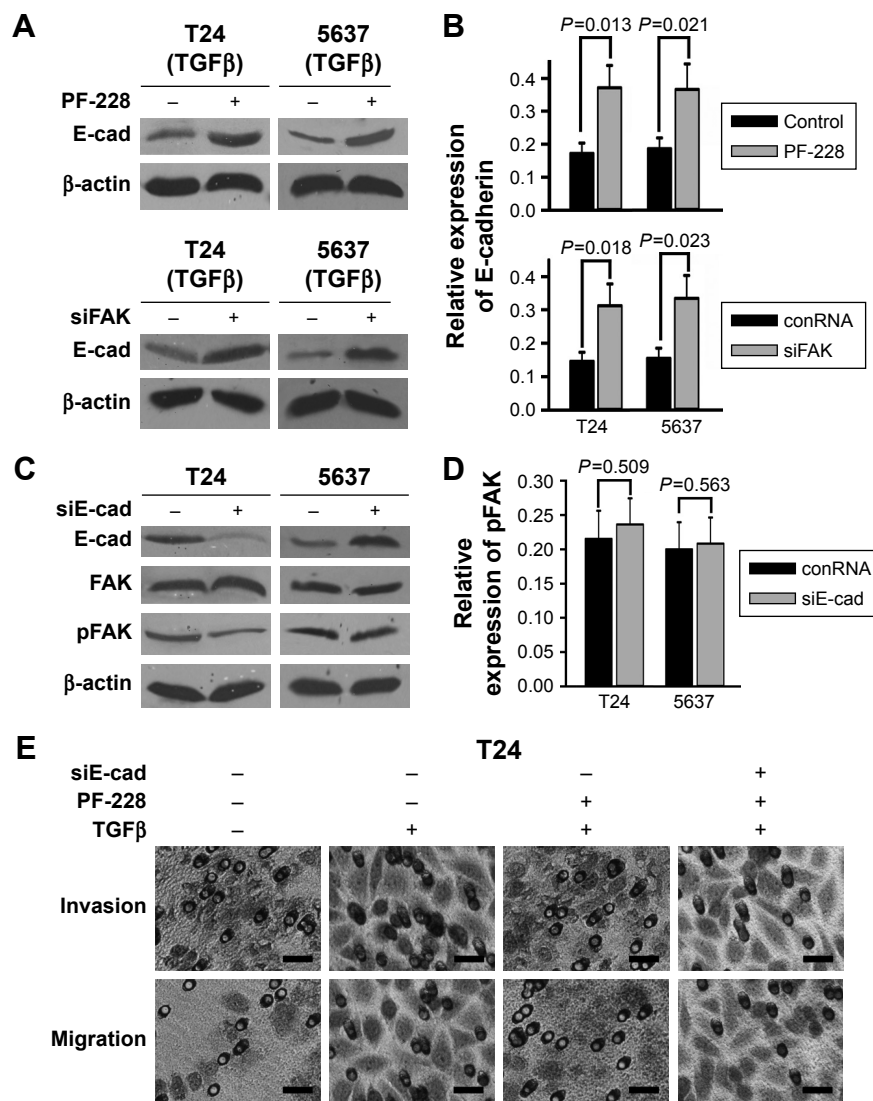 A
T24 5637
(TGFβ) (TGFβ)
PF-228 – + – +
E-cad
β-actin
T24 5637
(TGFβ) (TGFβ)
siFAK – + – +
E-cad
β-actin
B
P=0.013 P=0.021
Relative expression
of E-cadherin
0.4
0.3
0.2
0.1
0.0
Control
PF-228
P=0.018 P=0.023
0.4
0.3
0.2
0.1
0.0
T24 5637
conRNA
siFAK
C
T24 5637
siE-cad – + – +
E-cad
FAK
pFAK
β-actin
D
P=0.509
P=0.563
Relative
expression of pFAK
0.30
0.25
0.20
0.15
0.10
0.05
0.00
T24 5637
conRNA
siE-cad
E
T24
siE-cad – – – +
PF-228 – – + +
TGFβ – + + +
Invasion
Migration